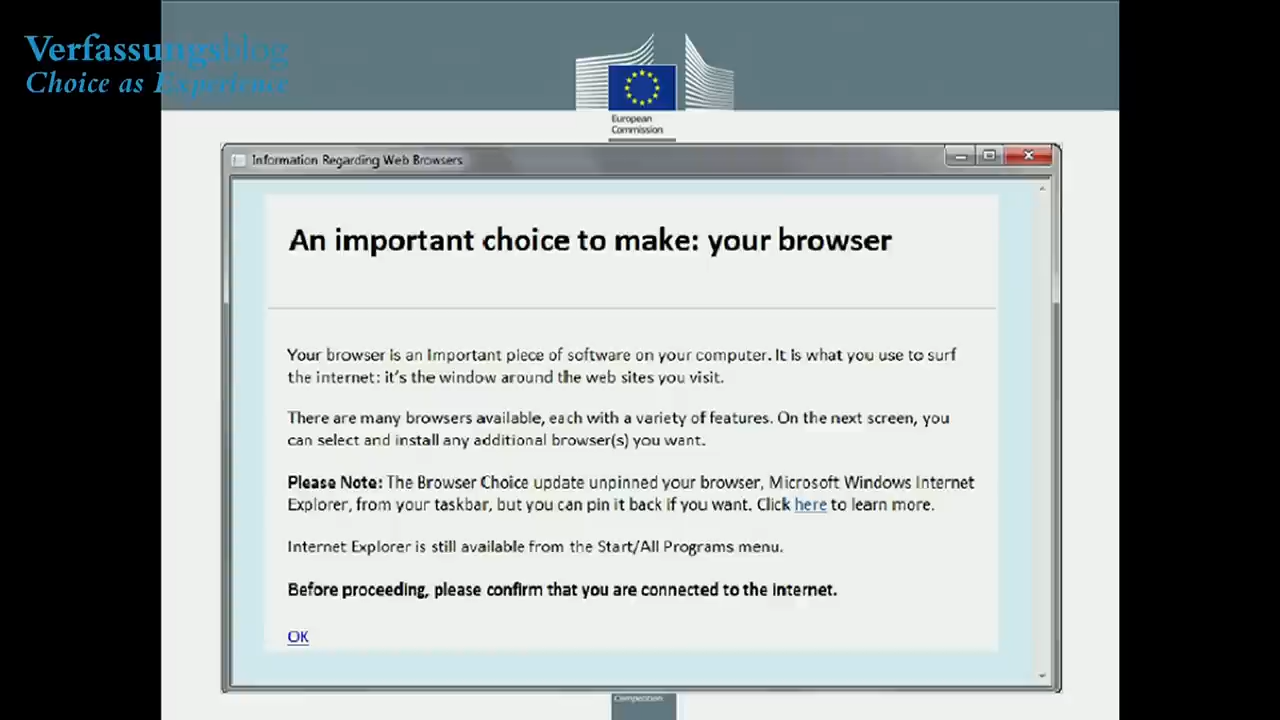 Verfassungsblog
Choice as Experience
European
Commission
Information Regarding Web Browsers
An important choice to make: your browser
Your browser is an important piece of software on your computer. It is what you use to surf
the internet: it's the window around the web sites you visit.
There are many browsers available, each with a variety of features. On the next screen, you
can select and install any additional browser(s) you want.
Please Note: The Browser Choice update unpinned your browser, Microsoft Windows Internet
Explorer, from your taskbar, but you can pin it back if you want. Click here to learn more.
Internet Explorer is still available from the Start/All Programs menu.
Before proceeding, please confirm that you are connected to the internet.
OK
Competition